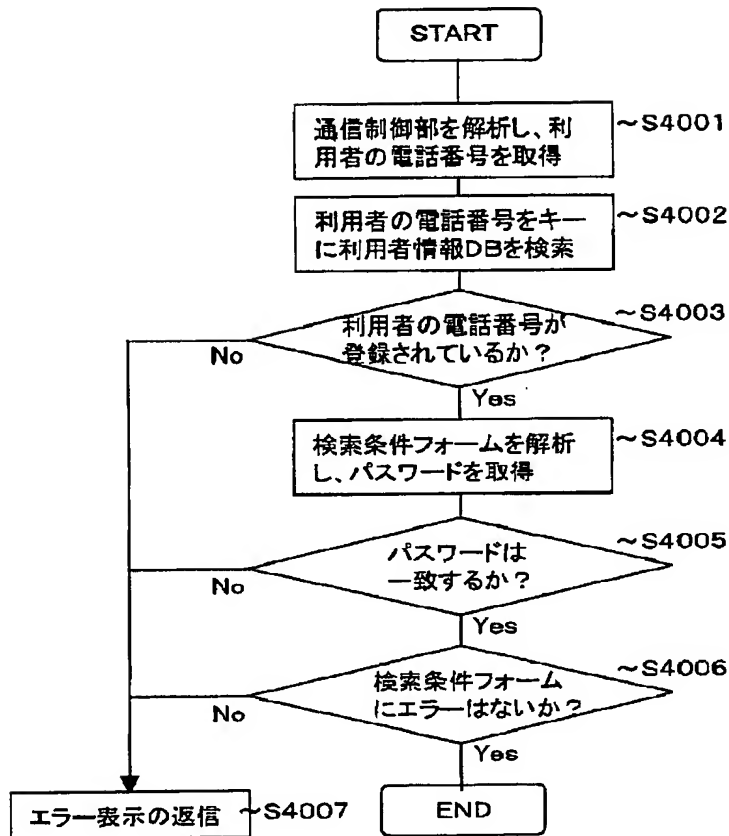 START
通信制御部を解析し、利
用者の電話番号を取得
~S4001
利用者の電話番号をキー
に利用者情報DBを検索
~S4002
利用者の電話番号が
登録されているか？
~S4003
No
Yes
検索条件フォームを解析
し、パスワードを取得
~S4004
パスワードは
一致するか？
~S4005
No
Yes
検索条件フォーム
にエラーはないか？
~S4006
No
Yes
エラー表示の返信
~S4007
END